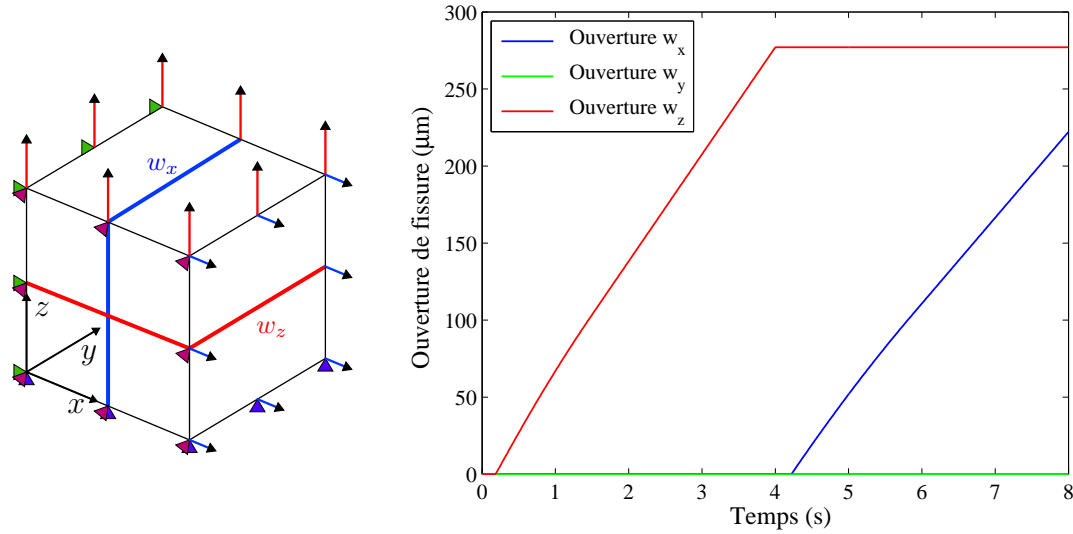 w_x
w_z
z
y
x
Ouverture w_x
Ouverture w_y
Ouverture w_z
Ouverture de fissure (μm)
300
250
200
150
100
50
0
0 1 2 3 4 5 6 7 8
Temps (s)